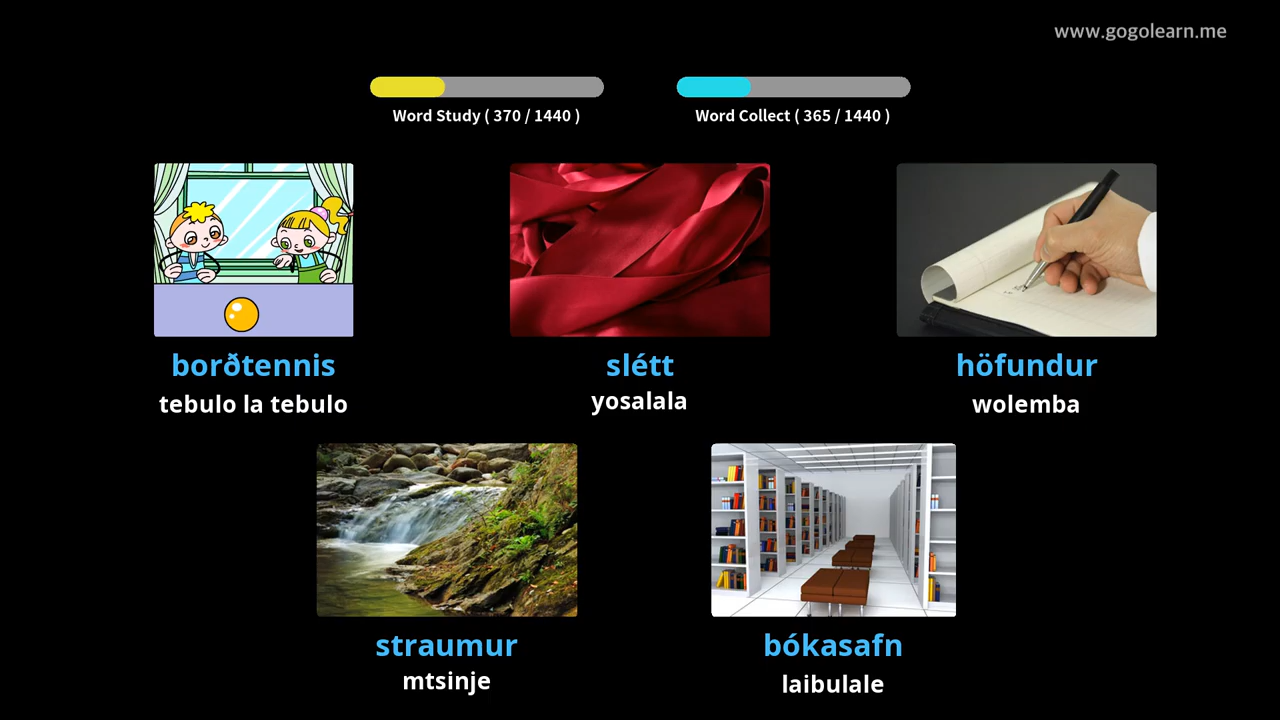 www.gogolearn.me
Word Study ( 370 / 1440 )
Word Collect ( 365 / 1440 )
borðtennis
tebulo la tebulo
slétt
yosalala
höfundur
wolemba
straumur
mtsinje
bókasafn
laibulale